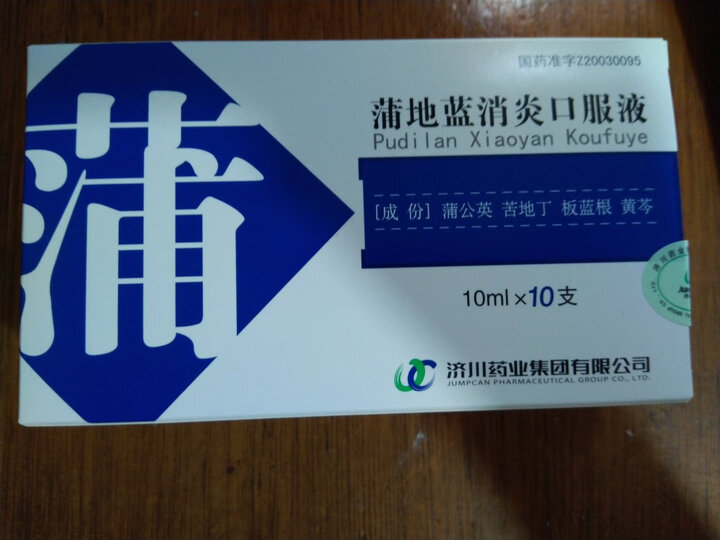 国药准字Z20030095
蒲
蒲地蓝消炎口服液
Pudilan Xiaoyan Koufuye
[成 份] 蒲公英 苦地丁 板蓝根 黄芩
10ml×10支
济川药业集团有限公司
JUMPCAN PHARMACEUTICAL GROUP CO., LTD.